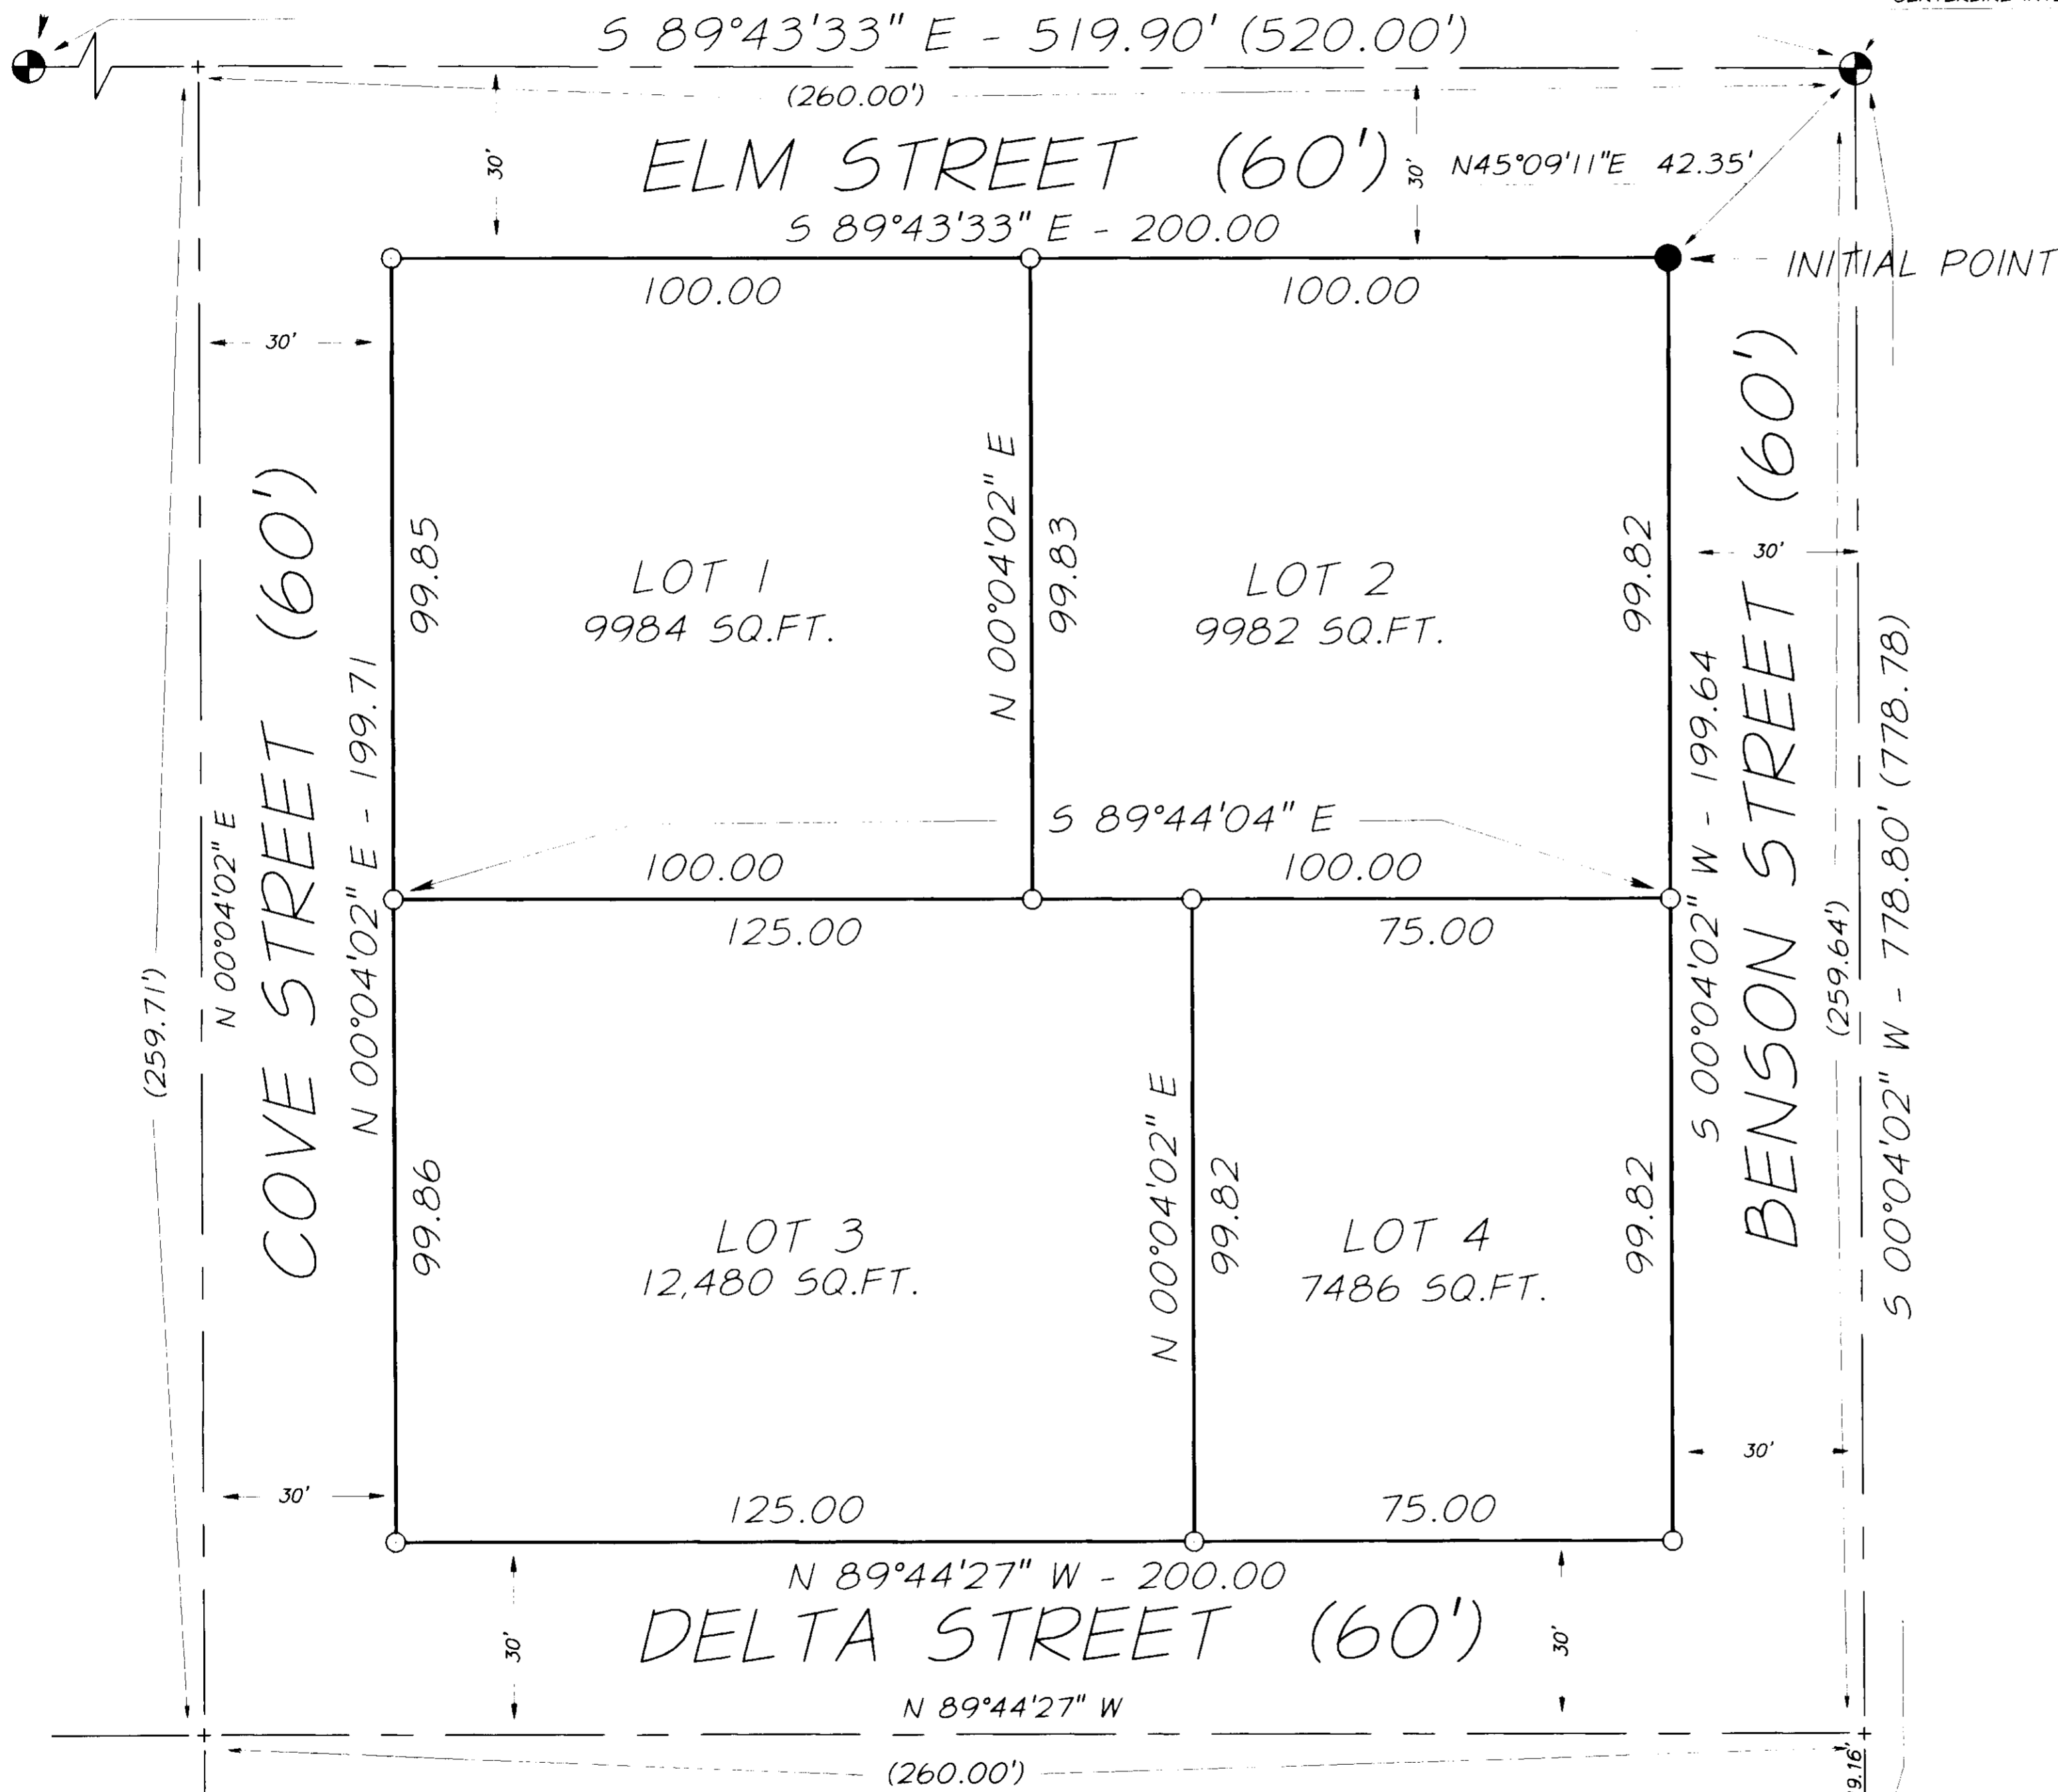 S 89°43'33" E - 519.90' (520.00')
(260.00')
ELM STREET (60')
30'
30'
N45°09'11"E 42.35'
S 89°43'33" E - 200.00
INITIAL POINT
100.00
100.00
30'
COVE STREET (60')
N 00°04'02" E
(259.71')
N 00°04'02" E - 199.71
99.85
LOT 1
9984 SQ.FT.
N 00°04'02" E
99.83
LOT 2
9982 SQ.FT.
99.82
30'
BENSON STREET (60')
S 00°04'02" W - 199.64
(259.64')
S 00°04'02" W - 778.80' (778.78)
S 89°44'04" E
100.00
100.00
125.00
75.00
99.86
LOT 3
12,480 SQ.FT.
N 00°04'02" E
99.82
LOT 4
7486 SQ.FT.
99.82
30'
30'
125.00
75.00
N 89°44'27" W - 200.00
DELTA STREET (60')
30'
30'
N 89°44'27" W
(260.00')
9.16'